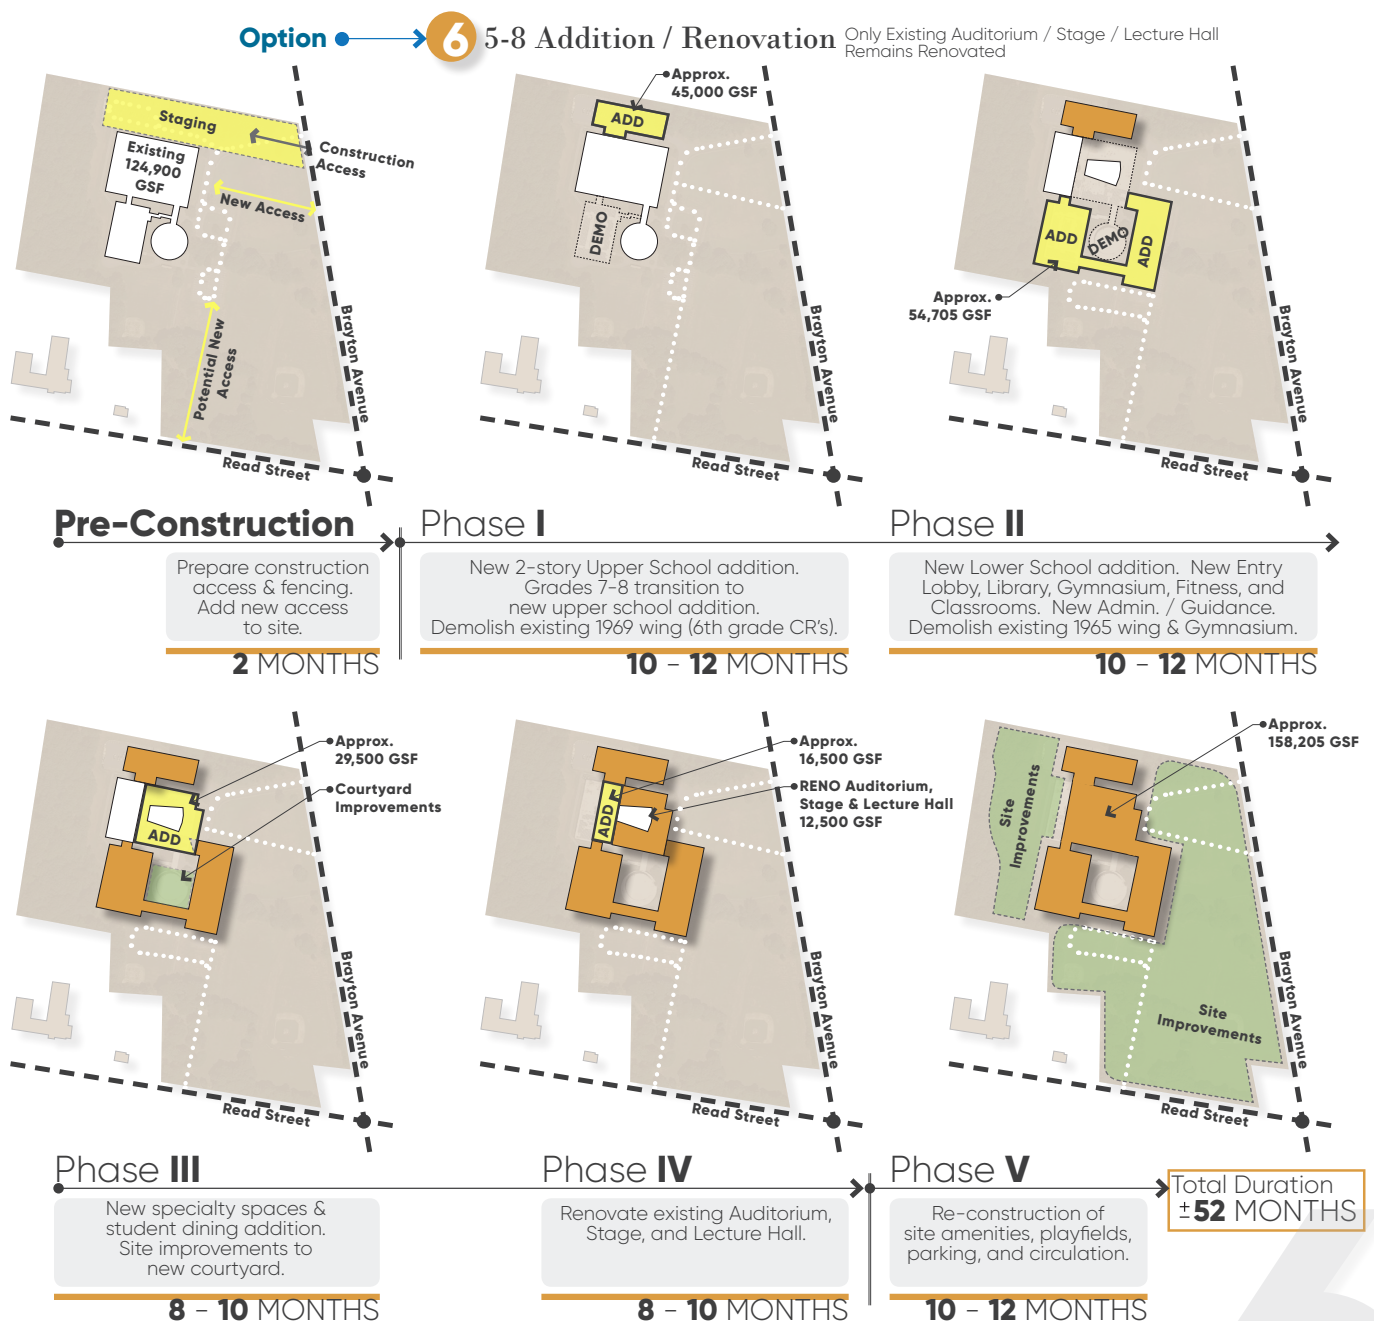 Option 6 5-8 Addition / Renovation
Only Existing Auditorium / Stage / Lecture Hall
Remains Renovated
Staging
Existing
124,900
GSF
Construction
Access
New Access
Potential New
Access
Brayton Avenue
Read Street
Approx.
45,000 GSF
ADD
DEMO
Brayton Avenue
Read Street
ADD
DEMO
ADD
Approx.
54,705 GSF
Brayton Avenue
Read Street
Pre-Construction
Prepare construction
access & fencing.
Add new access
to site.
2 MONTHS
Phase I
New 2-story Upper School addition.
Grades 7-8 transition to
new upper school addition.
Demolish existing 1969 wing (6th grade CR's).
10 - 12 MONTHS
Phase II
New Lower School addition. New Entry
Lobby, Library, Gymnasium, Fitness, and
Classrooms. New Admin. / Guidance.
Demolish existing 1965 wing & Gymnasium.
10 - 12 MONTHS
Approx.
29,500 GSF
Courtyard
Improvements
ADD
Brayton Avenue
Read Street
Approx.
16,500 GSF
RENO Auditorium,
Stage & Lecture Hall
12,500 GSF
ADD
Brayton Avenue
Read Street
Approx.
158,205 GSF
Site
Improvements
Site
Improvements
Brayton Avenue
Read Street
Phase III
New specialty spaces &
student dining addition.
Site improvements to
new courtyard.
8 - 10 MONTHS
Phase IV
Renovate existing Auditorium,
Stage, and Lecture Hall.
8 - 10 MONTHS
Phase V
Re-construction of
site amenities, playfields,
parking, and circulation.
10 - 12 MONTHS
Total Duration
±52 MONTHS
6